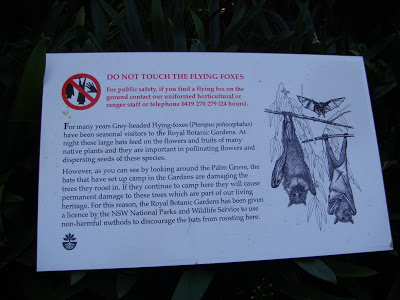 DO NOT TOUCH THE FLYING FOXES
For public safety, if you find a flying fox on the
ground contact our uniformed horticultural or
ranger staff or telephone 0419 270 279 (24 hours).
For many years Grey-headed Flying-foxes (Pteropus poliocephalus)
have been seasonal visitors to the Royal Botanic Gardens. At
night these large bats feed on the flowers and fruits of many
native plants and they are important in pollinating flowers and
dispersing seeds of these species.
However, as you can see by looking around the Palm Grove, the
bats that have set up camp in the Gardens are damaging the
trees they roost in. If they continue to camp here they will cause
permanent damage to these trees which are part of our living
heritage. For this reason, the Royal Botanic Gardens has been given
a licence by the NSW National Parks and Wildlife Service to use
non-harmful methods to discourage the bats from roosting here.